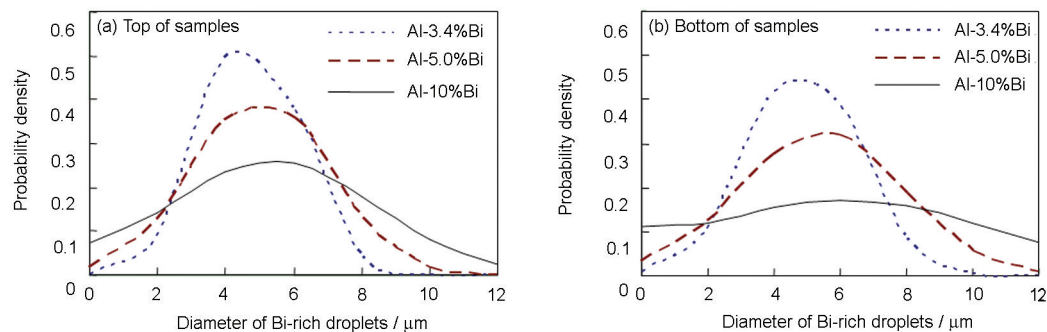 (a) Top of samples
Al-3.4%Bi
Al-5.0%Bi
Al-10%Bi
Probability density
0.6
0.5
0.4
0.3
0.2
0.1
0
0 2 4 6 8 10 12
Diameter of Bi-rich droplets / μm
(b) Bottom of samples
Al-3.4%Bi
Al-5.0%Bi
Al-10%Bi
Probability density
0.6
0.5
0.4
0.3
0.2
0.1
0
0 2 4 6 8 10 12
Diameter of Bi-rich droplets / μm